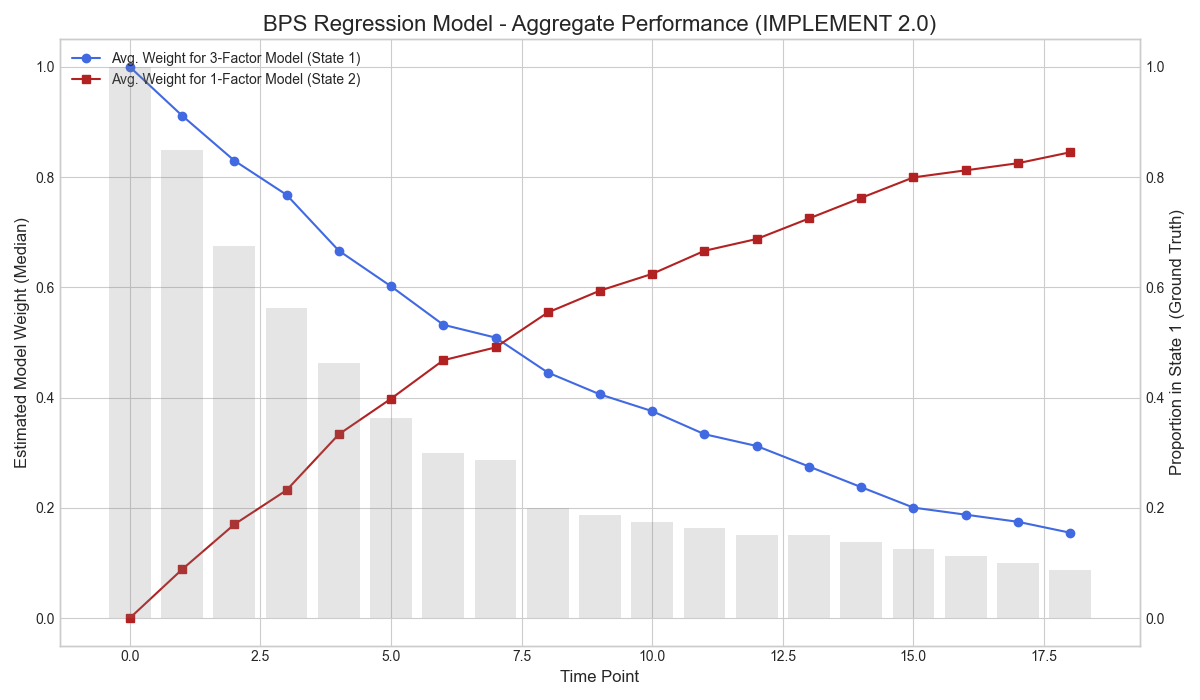 BPS Regression Model - Aggregate Performance (IMPLEMENT 2.0)
Avg. Weight for 3-Factor Model (State 1)
Avg. Weight for 1-Factor Model (State 2)
Estimated Model Weight (Median)
1.0
0.8
0.6
0.4
0.2
0.0
1.0
0.8
0.6
0.4
0.2
0.0
Proportion in State 1 (Ground Truth)
0.0 2.5 5.0 7.5 10.0 12.5 15.0 17.5
Time Point